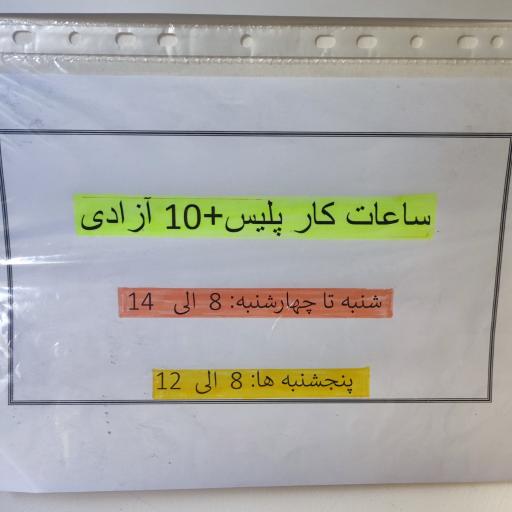 ساعات کار پلیس+10 آزادی
شنبه تا چهارشنبه: 8 الی 14
پنجشنبه ها: 8 الی 12